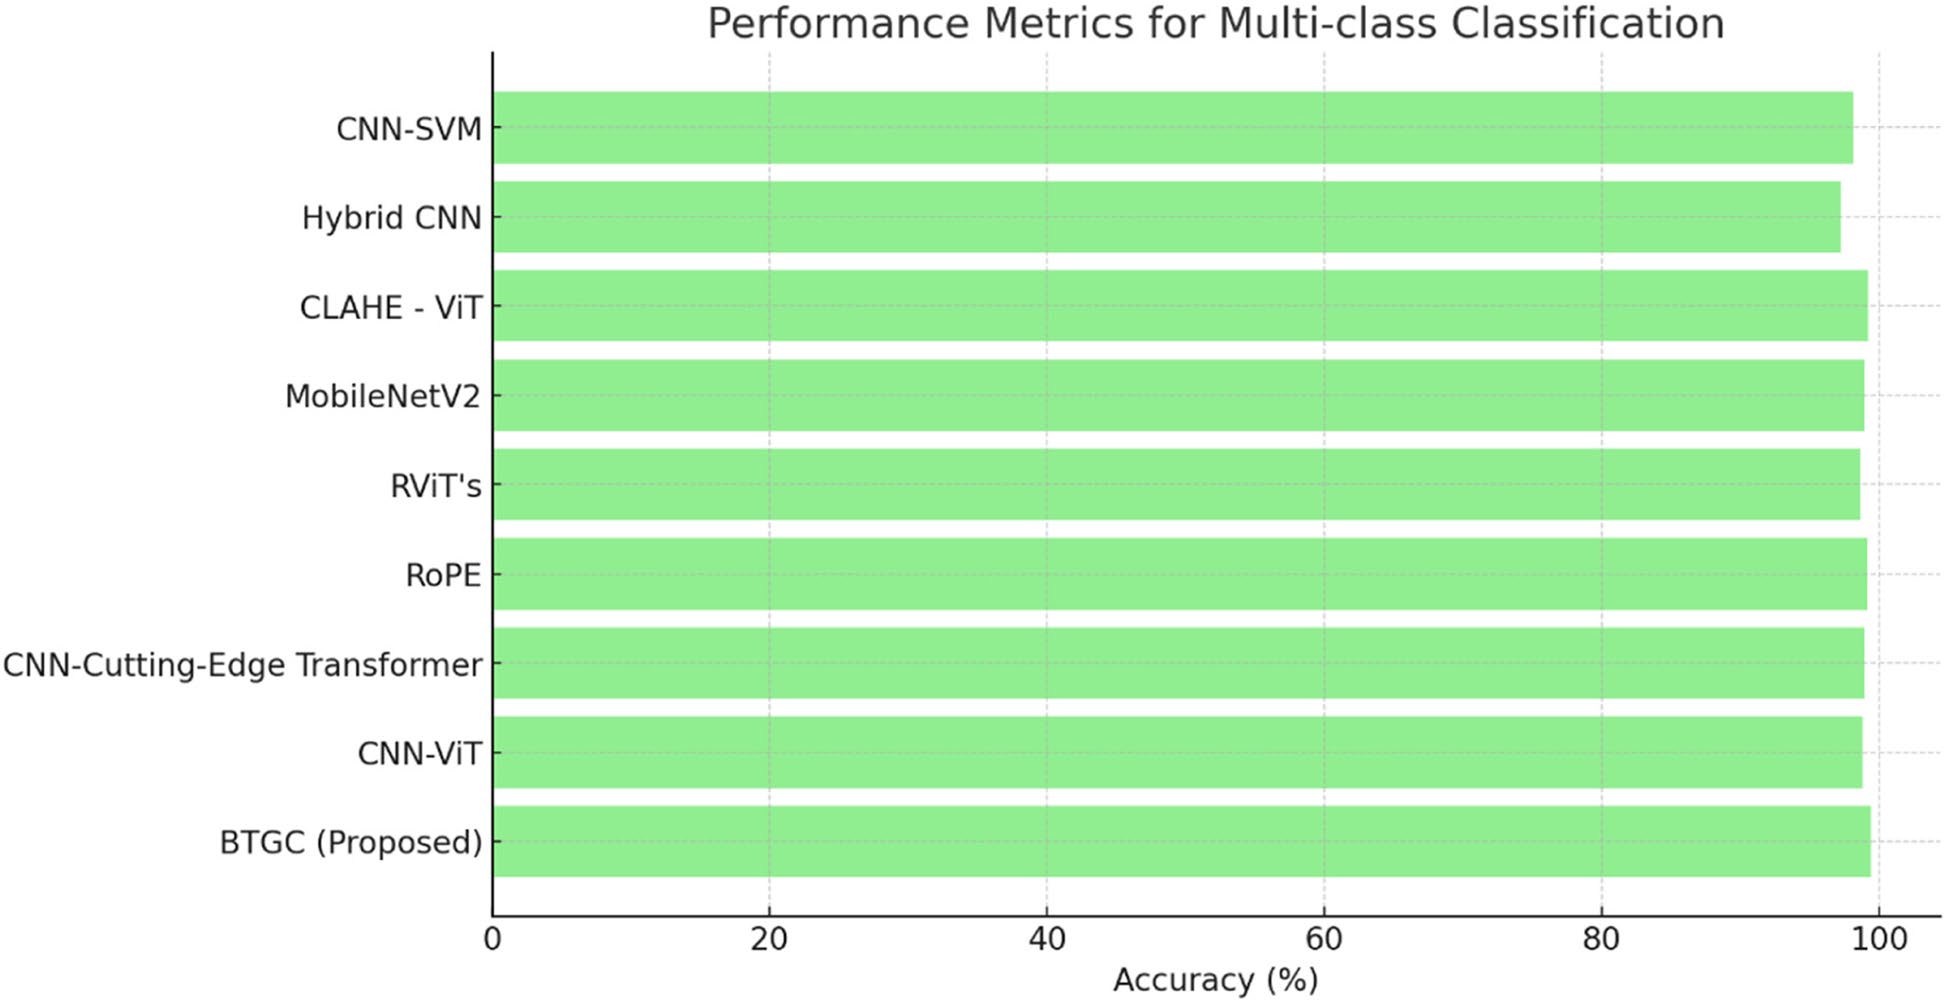 Performance Metrics for Multi-class Classification
CNN-SVM
Hybrid CNN
CLAHE - ViT
MobileNetV2
RViT's
RoPE
CNN-Cutting-Edge Transformer
CNN-ViT
BTGC (Proposed)
0 20 40 60 80 100
Accuracy (%)